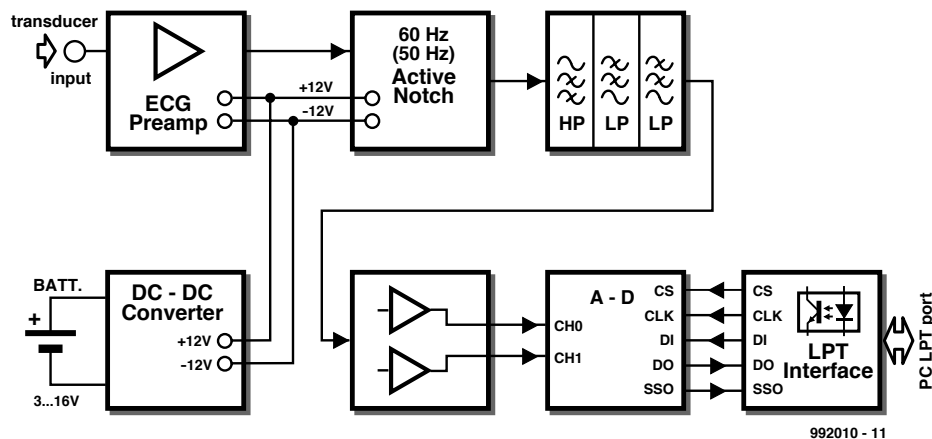 transducer
input
ECG
Preamp
+12V
-12V
60 Hz
(50 Hz)
Active
Notch
HP
LP
LP
BATT.
+
3...16V
DC - DC
Converter
+12V
-12V
A - D
CH0
CH1
CS
CLK
DI
DO
SSO
CS
CLK
DI
DO
SSO
LPT
Interface
PC LPT port
992010 - 11